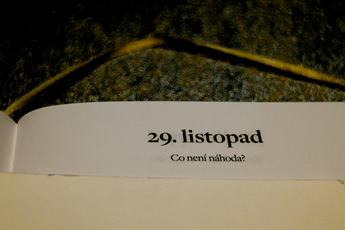 29. listopad
Co není náhoda?